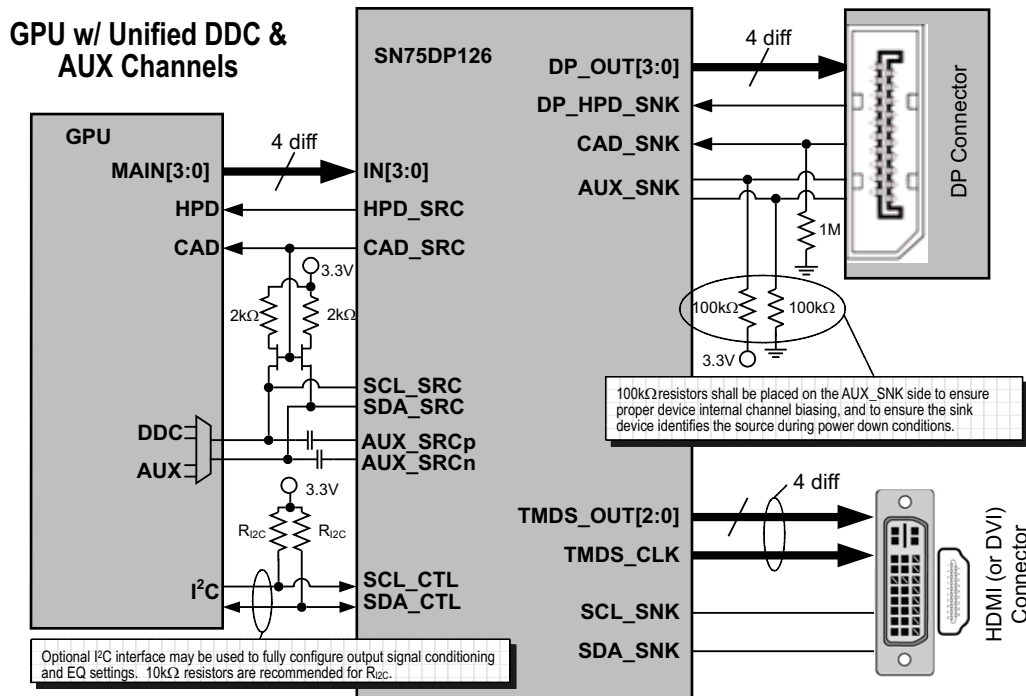 GPU w/ Unified DDC &
AUX Channels
GPU
MAIN[3:0]
HPD
CAD
DDC
AUX
I²C
4 diff
3.3V
2kΩ
2kΩ
3.3V
R_I2C
R_I2C
SN75DP126
IN[3:0]
HPD_SRC
CAD_SRC
SCL_SRC
SDA_SRC
AUX_SRCp
AUX_SRCn
SCL_CTL
SDA_CTL
DP_OUT[3:0]
DP_HPD_SNK
CAD_SNK
AUX_SNK
TMDS_OUT[2:0]
TMDS_CLK
SCL_SNK
SDA_SNK
4 diff
1M
100kΩ
100kΩ
3.3V
DP Connector
100kΩ resistors shall be placed on the AUX_SNK side to ensure
proper device internal channel biasing, and to ensure the sink
device identifies the source during power down conditions.
4 diff
HDMI (or DVI)
Connector
Optional I²C interface may be used to fully configure output signal conditioning
and EQ settings. 10kΩ resistors are recommended for R_I2C.